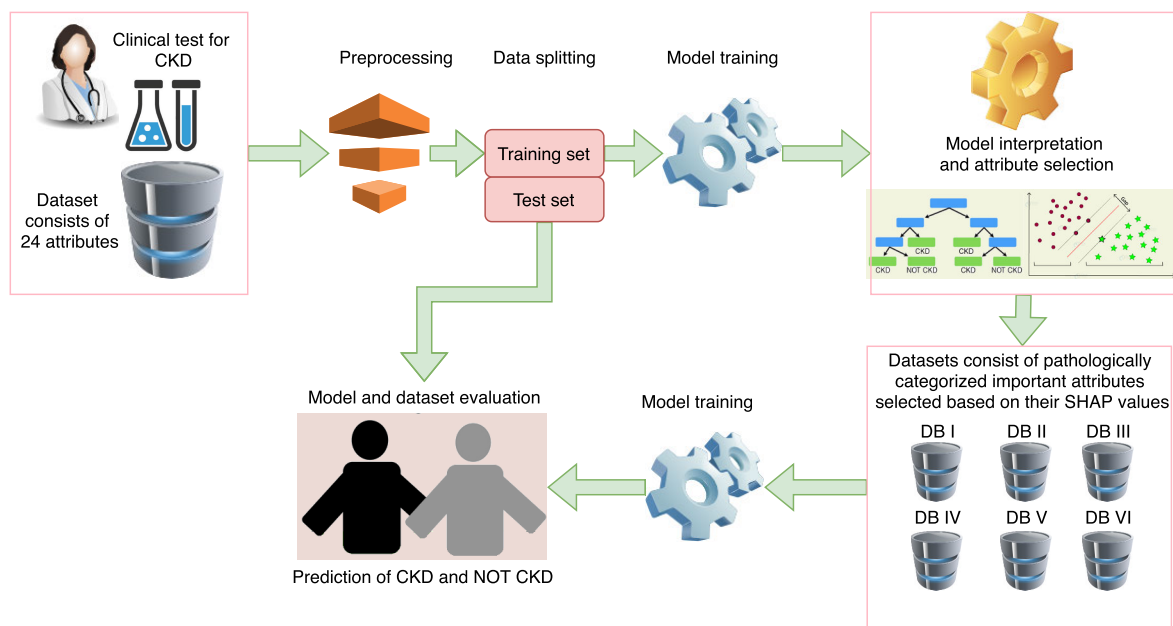 Clinical test for
CKD
Dataset
consists of
24 attributes
Preprocessing
Data splitting
Training set
Test set
Model training
Model interpretation
and attribute selection
CKD
CKD
CKD
NOT CKD
CKD
NOT CKD
Gap
Datasets consist of pathologically
categorized important attributes
selected based on their SHAP values
DB I
DB II
DB III
DB IV
DB V
DB VI
Model training
Model and dataset evaluation
Prediction of CKD and NOT CKD